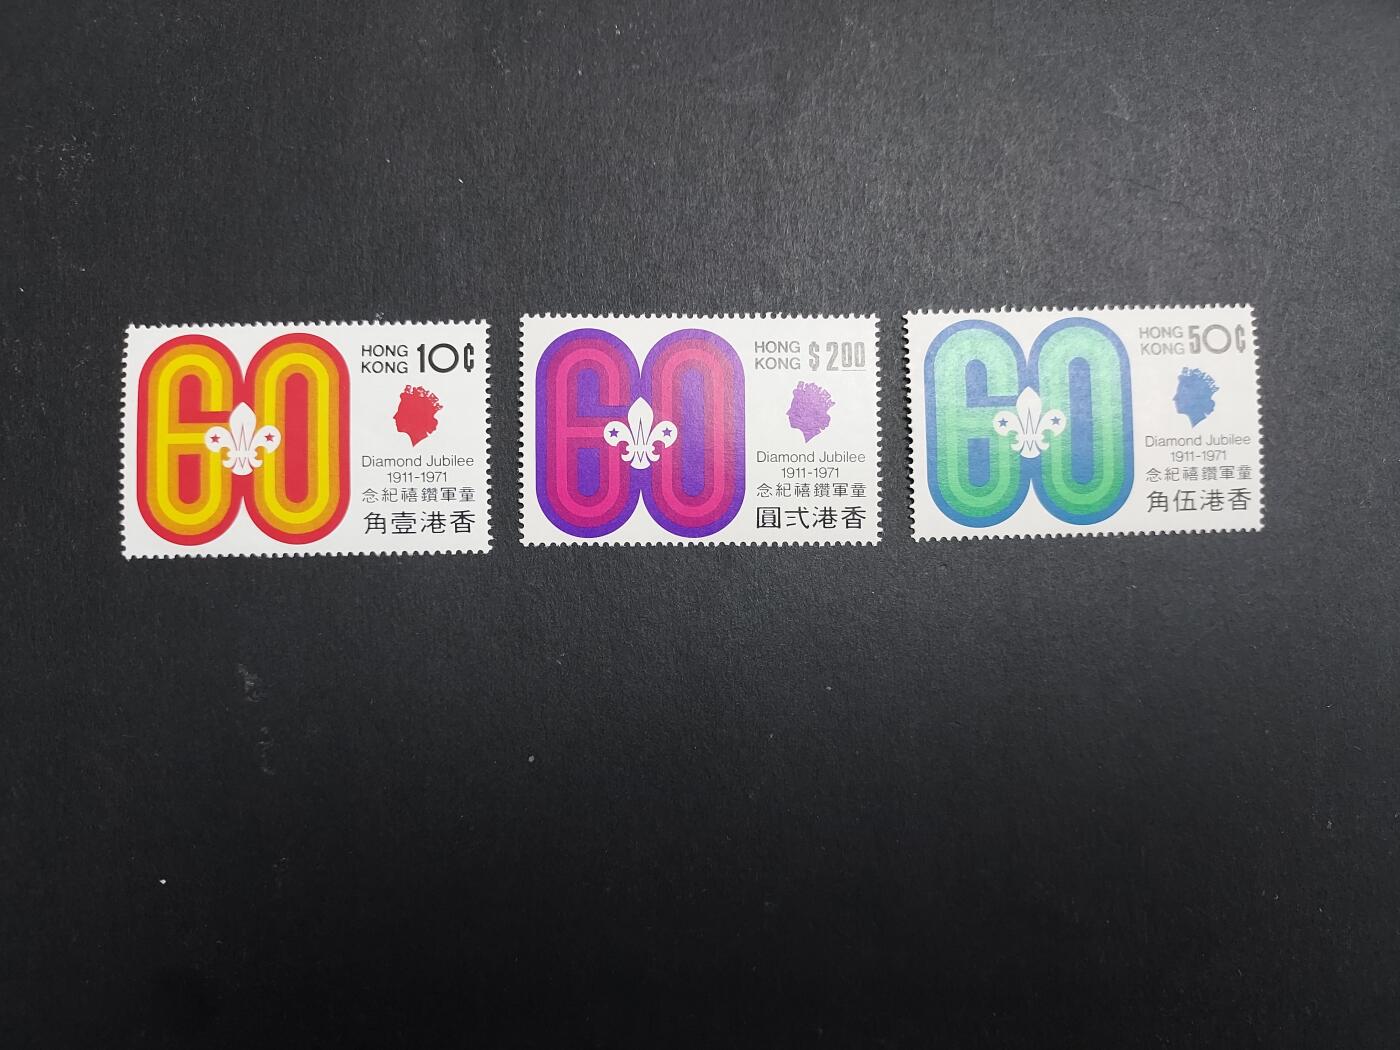 60
HONG
KONG 10¢
Diamond Jubilee
1911-1971
念紀禧鑽軍童
角壹港香
60
HONG
KONG $2.00
Diamond Jubilee
1911-1971
念紀禧鑽軍童
圓弍港香
60
HONG
KONG 50¢
Diamond Jubilee
1911-1971
念紀禧鑽軍童
角伍港香